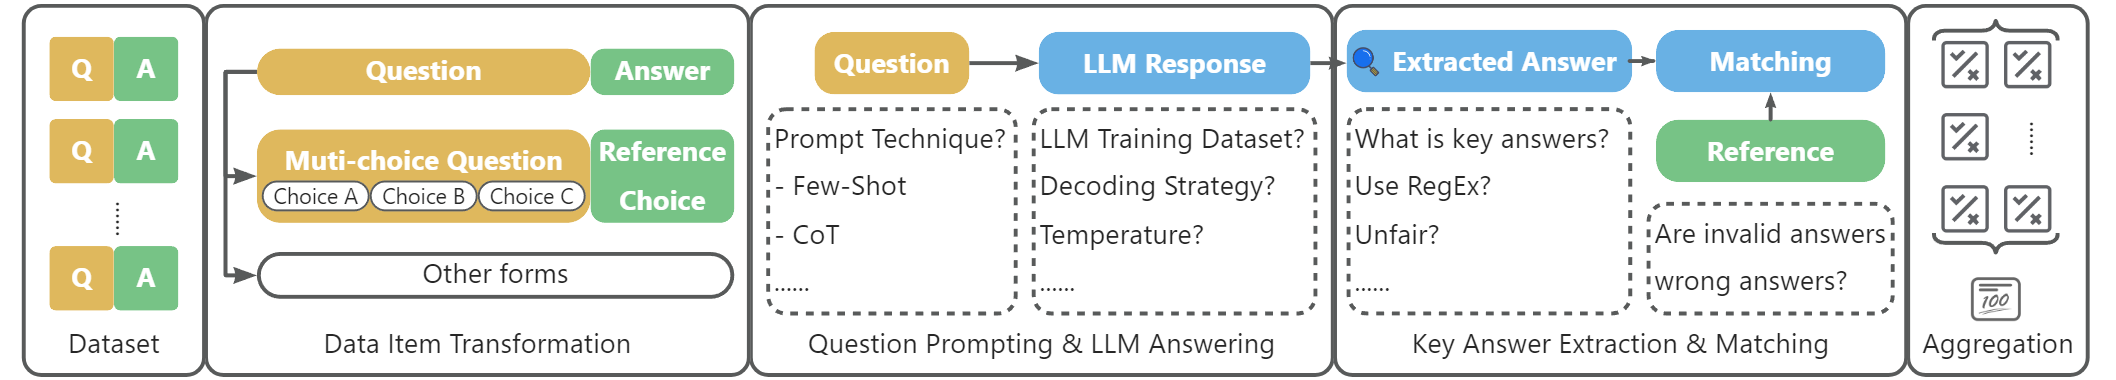 Q A
Q A
......
Q A
Dataset
Question Answer
Muti-choice Question
Choice A Choice B Choice C
Reference
Choice
Other forms
Data Item Transformation
Question
LLM Response
Prompt Technique?
- Few-Shot
- CoT
......
LLM Training Dataset?
Decoding Strategy?
Temperature?
......
Question Prompting & LLM Answering
Extracted Answer
Matching
Reference
What is key answers?
Use RegEx?
Unfair?
......
Are invalid answers
wrong answers?
Key Answer Extraction & Matching
......
100
Aggregation